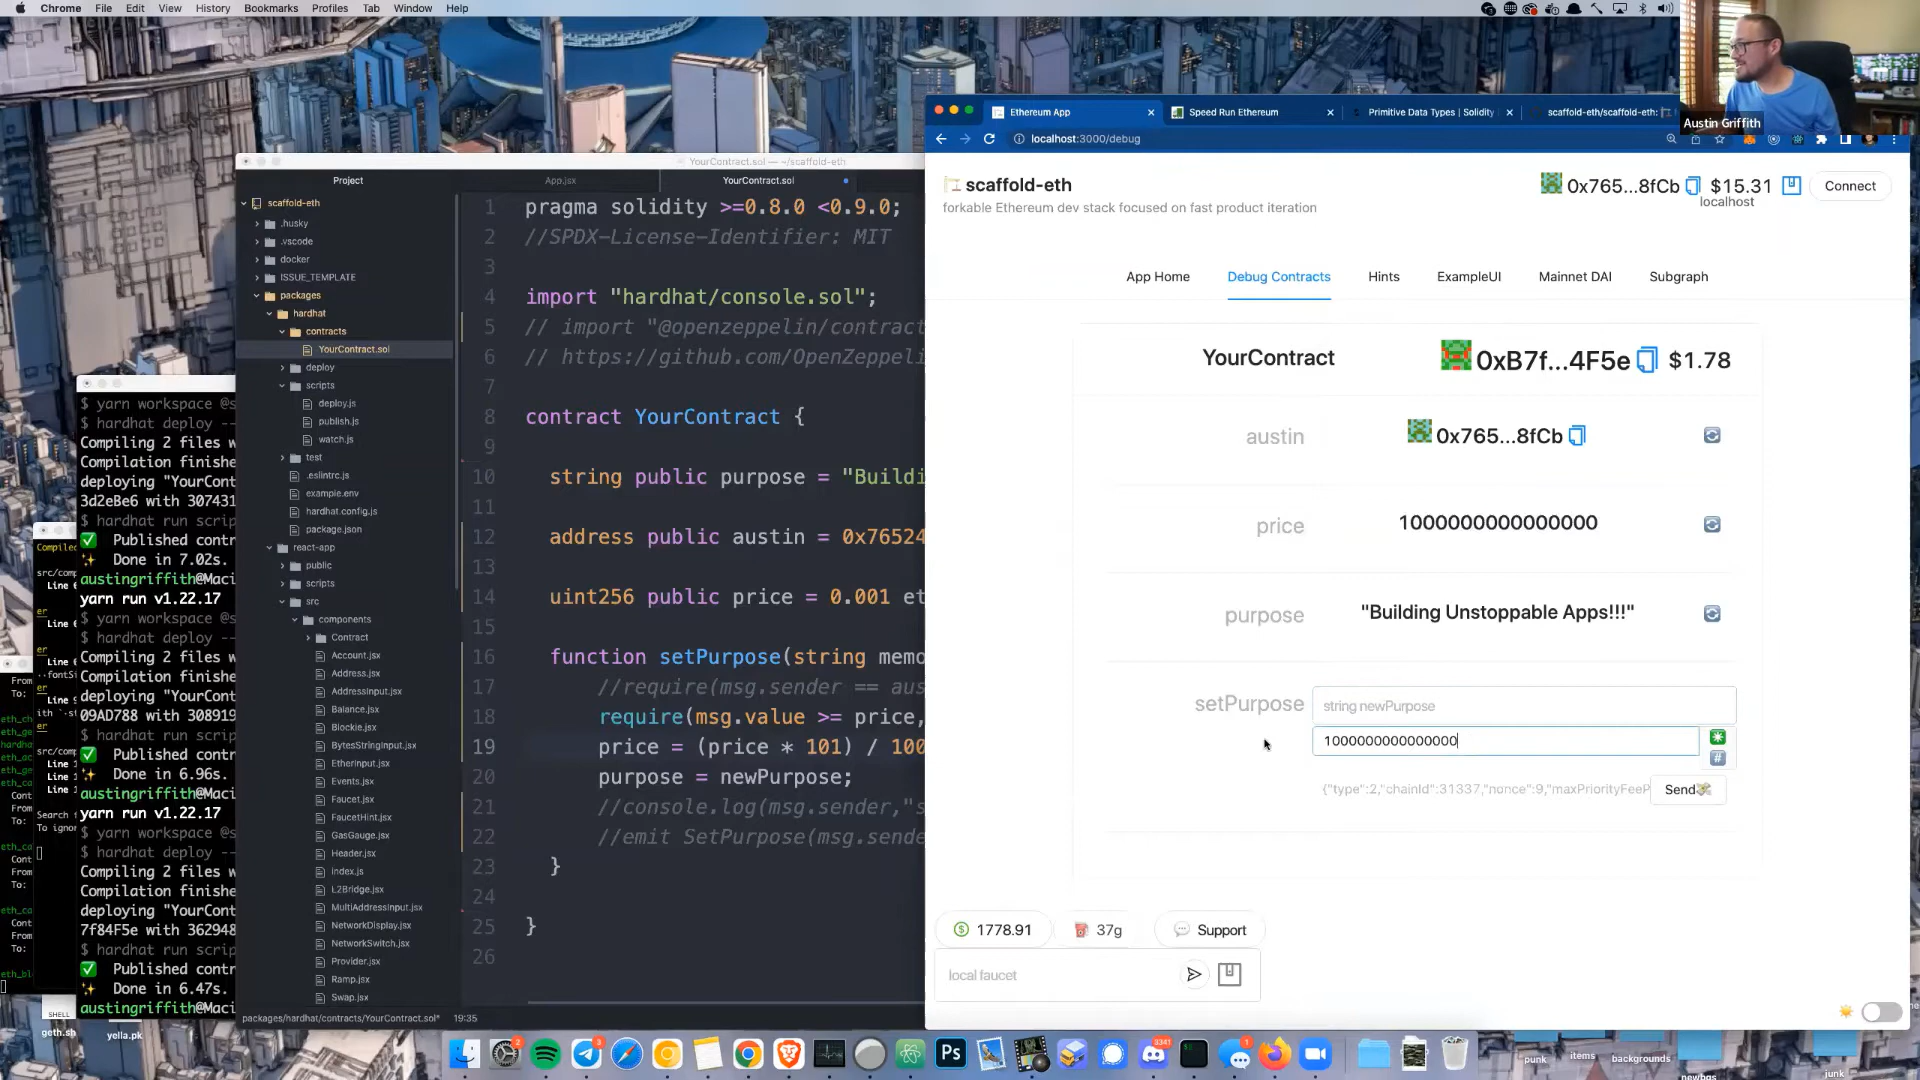 Chrome File Edit View History Bookmarks Profiles Tab Window Help
Austin Griffith
Ethereum App
Speed Run Ethereum
Primitive Data Types | Solidity
scaffold-eth/scaffold-eth:
localhost:3000/debug
scaffold-eth
forkable Ethereum dev stack focused on fast product iteration
0x765...8fCb
$15.31
localhost
Connect
App Home
Debug Contracts
Hints
ExampleUI
Mainnet DAI
Subgraph
YourContract
0xB7f...4F5e
$1.78
austin
0x765...8fCb
price
1000000000000000
purpose
"Building Unstoppable Apps!!!"
setPurpose
string newPurpose
1000000000000000
{"type":2,"chainId":31337,"nonce":9,"maxPriorityFeeP
Send
1778.91
37g
Support
local faucet
YourContract.sol — ~/scaffold-eth
Project
App.jsx
YourContract.sol
scaffold-eth
.husky
.vscode
docker
ISSUE_TEMPLATE
packages
hardhat
contracts
YourContract.sol
deploy
scripts
deploy.js
publish.js
watch.js
test
.eslintrc.js
example.env
hardhat.config.js
package.json
react-app
public
scripts
src
components
Contract
Account.jsx
Address.jsx
AddressInput.jsx
Balance.jsx
Blockie.jsx
BytesStringInput.jsx
EtherInput.jsx
Events.jsx
Faucet.jsx
FaucetHint.jsx
GasGauge.jsx
Header.jsx
index.js
L2Bridge.jsx
MultiAddressInput.jsx
NetworkDisplay.jsx
NetworkSwitch.jsx
Provider.jsx
Ramp.jsx
Swap.jsx
packages/hardhat/contracts/YourContract.sol* 19:35
1 pragma solidity >=0.8.0 <0.9.0;
2 //SPDX-License-Identifier: MIT
3
4 import "hardhat/console.sol";
5 // import "@openzeppelin/contract
6 // https://github.com/OpenZeppeli
7
8 contract YourContract {
9
10 string public purpose = "Buildi
11
12 address public austin = 0x76524
13
14 uint256 public price = 0.001 et
15
16 function setPurpose(string memo
17 //require(msg.sender == aus
18 require(msg.value >= price,
19 price = (price * 101) / 100
20 purpose = newPurpose;
21 //console.log(msg.sender,"s
22 //emit SetPurpose(msg.sende
23 }
24
25 }
26
$ yarn workspace @s
$ hardhat deploy --
Compiling 2 files w
Compilation finishe
deploying "YourCont
3d2eBe6 with 307431
$ hardhat run scrip
Published contr
Done in 7.02s.
austingriffith@Maci
yarn run v1.22.17
$ yarn workspace @s
$ hardhat deploy --
Compiling 2 files w
Compilation finishe
deploying "YourCont
09AD788 with 308919
$ hardhat run scrip
Published contr
Done in 6.96s.
austingriffith@Maci
yarn run v1.22.17
$ yarn workspace @s
$ hardhat deploy --
Compiling 2 files w
Compilation finishe
deploying "YourCont
7f84F5e with 362948
$ hardhat run scrip
Published contr
Done in 6.47s.
austingriffith@Maci
SHELL
geth.sh
yella.pk
punk
items
backgrounds
newbgs
junk